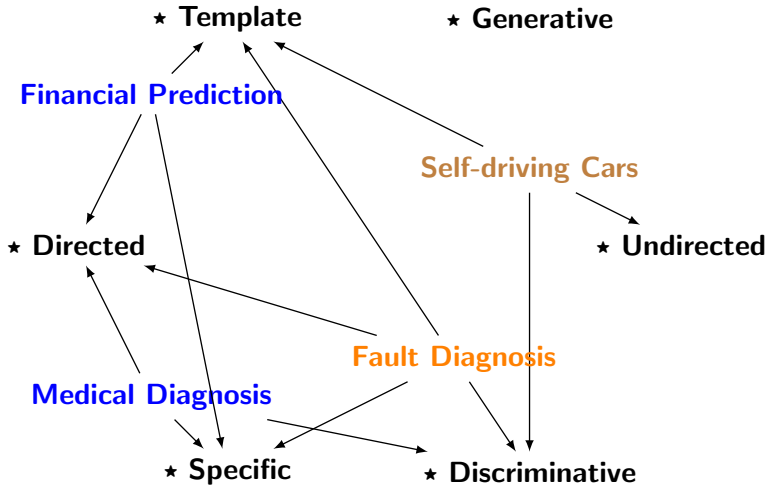 ★ Template
★ Generative
Financial Prediction
Self-driving Cars
★ Directed
★ Undirected
Fault Diagnosis
Medical Diagnosis
★ Specific
★ Discriminative